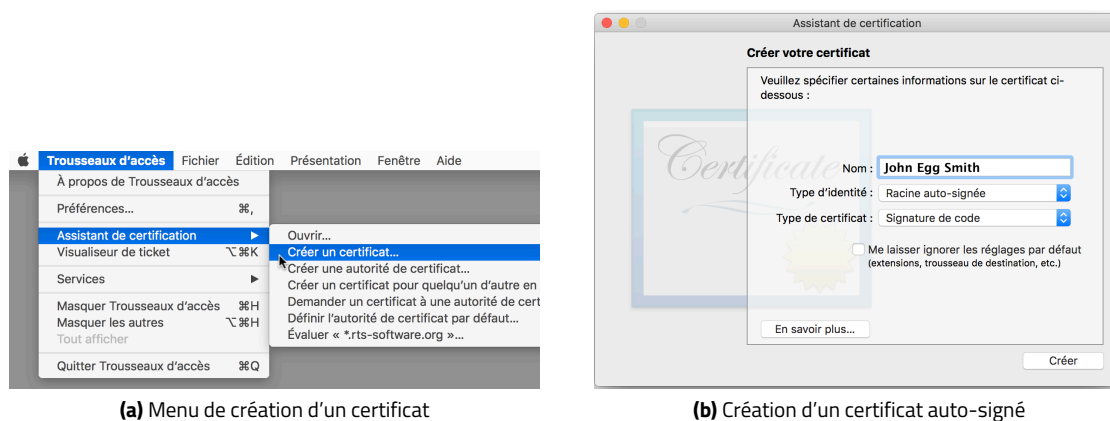 Trousseaux d'accès Fichier Édition Présentation Fenêtre Aide
À propos de Trousseaux d'accès
Préférences... ⌘,
Assistant de certification ▶
Visualiseur de ticket ⌥⌘K
Services ▶
Masquer Trousseaux d'accès ⌘H
Masquer les autres ⌥⌘H
Tout afficher
Quitter Trousseaux d'accès ⌘Q
Ouvrir...
Créer un certificat...
Créer une autorité de certificat...
Créer un certificat pour quelqu'un d'autre en
Demander un certificat à une autorité de cert
Définir l'autorité de certificat par défaut...
Évaluer « *.rts-software.org »...
(a) Menu de création d'un certificat
Assistant de certification
Créer votre certificat
Veuillez spécifier certaines informations sur le certificat ci-
dessous :
Certificate
Nom : John Egg Smith
Type d'identité : Racine auto-signée
Type de certificat : Signature de code
Me laisser ignorer les réglages par défaut
(extensions, trousseau de destination, etc.)
En savoir plus...
Créer
(b) Création d'un certificat auto-signé